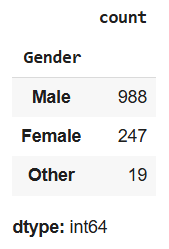 count
Gender
Male 988
Female 247
Other 19
dtype: int64